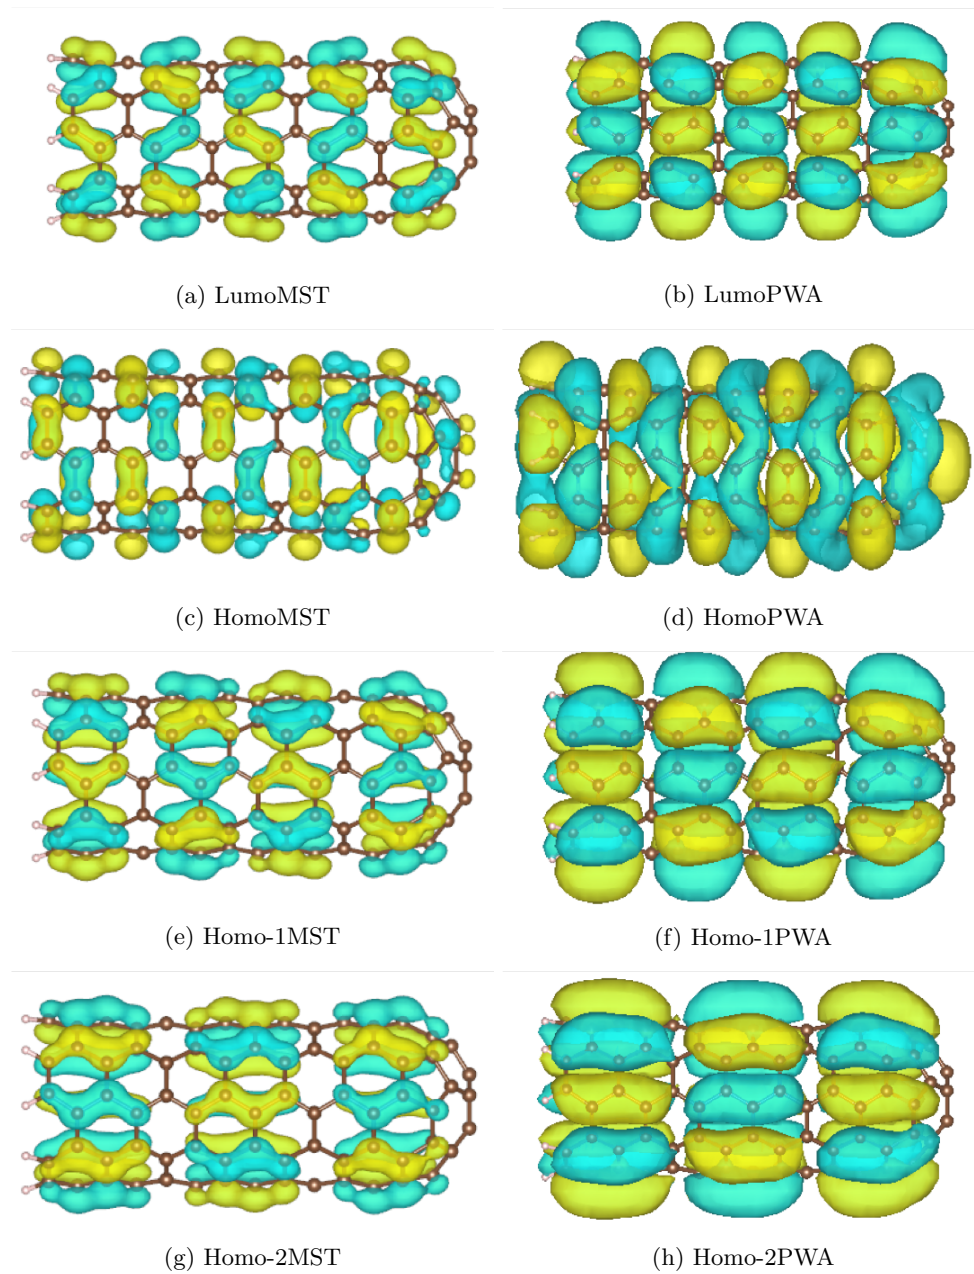 (a) LumoMST
(b) LumoPWA
(c) HomoMST
(d) HomoPWA
(e) Homo-1MST
(f) Homo-1PWA
(g) Homo-2MST
(h) Homo-2PWA